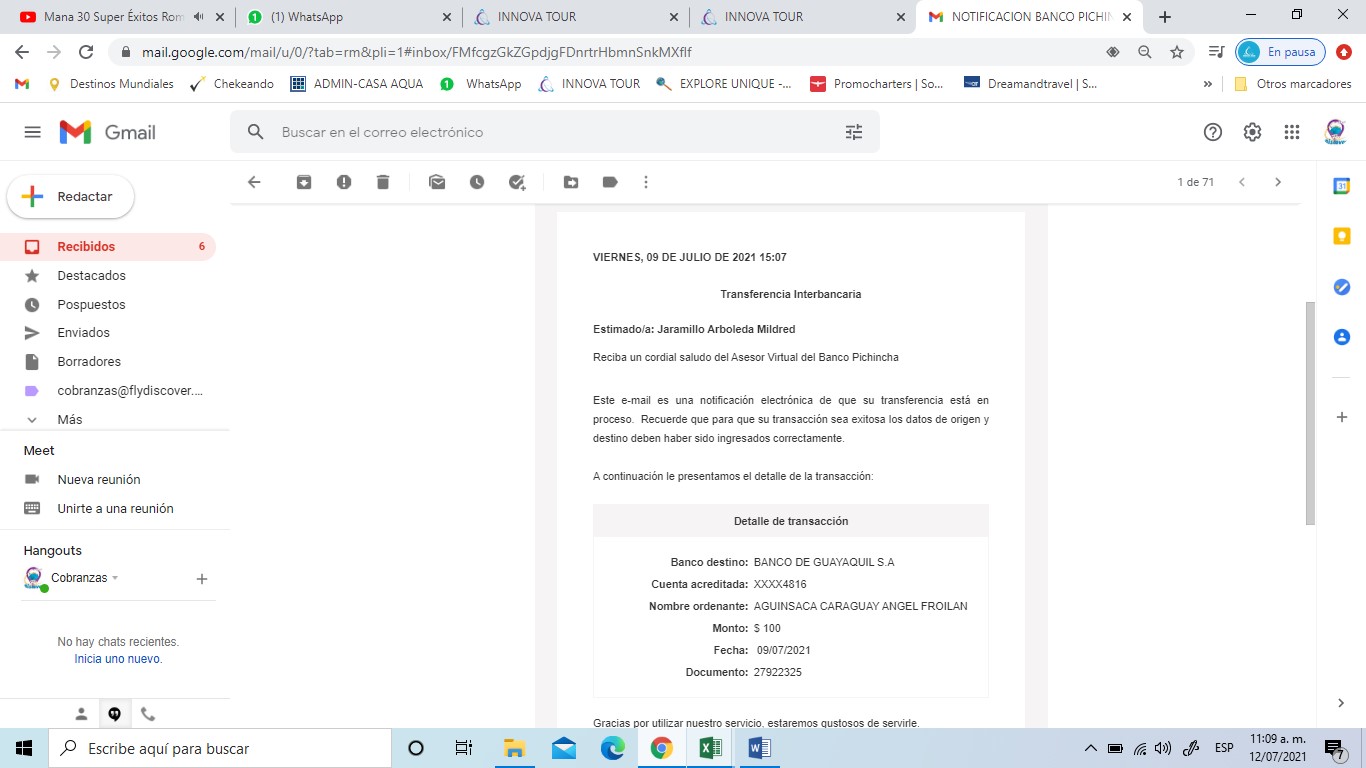 Mana 30 Super Éxitos Rom
(1) WhatsApp
INNOVA TOUR
INNOVA TOUR
NOTIFICACION BANCO PICHIN
mail.google.com/mail/u/0/?tab=rm&pli=1#inbox/FMfcgzGkZGpdjgFDnrtrHbmnSnkMXflf
En pausa
Destinos Mundiales
Chekeando
ADMIN-CASA AQUA
1 WhatsApp
INNOVA TOUR
EXPLORE UNIQUE -...
Promocharters | So...
Dreamandtravel | S...
»
Otros marcadores
Gmail
Buscar en el correo electrónico
Redactar
1 de 71
Recibidos 6
Destacados
Pospuestos
Enviados
Borradores
cobranzas@flydiscover....
Más
Meet
Nueva reunión
Unirte a una reunión
Hangouts
Cobranzas
No hay chats recientes.
Inicia uno nuevo.
VIERNES, 09 DE JULIO DE 2021 15:07
Transferencia Interbancaria
Estimado/a: Jaramillo Arboleda Mildred
Reciba un cordial saludo del Asesor Virtual del Banco Pichincha
Este e-mail es una notificación electrónica de que su transferencia está en
proceso. Recuerde que para que su transacción sea exitosa los datos de origen y
destino deben haber sido ingresados correctamente.
A continuación le presentamos el detalle de la transacción:
Detalle de transacción
Banco destino: BANCO DE GUAYAQUIL S.A
Cuenta acreditada: XXXX4816
Nombre ordenante: AGUINSACA CARAGUAY ANGEL FROILAN
Monto: $ 100
Fecha: 09/07/2021
Documento: 27922325
Gracias por utilizar nuestro servicio, estaremos gustosos de servirle.
31
Escribe aquí para buscar
ESP
11:09 a. m.
12/07/2021
7